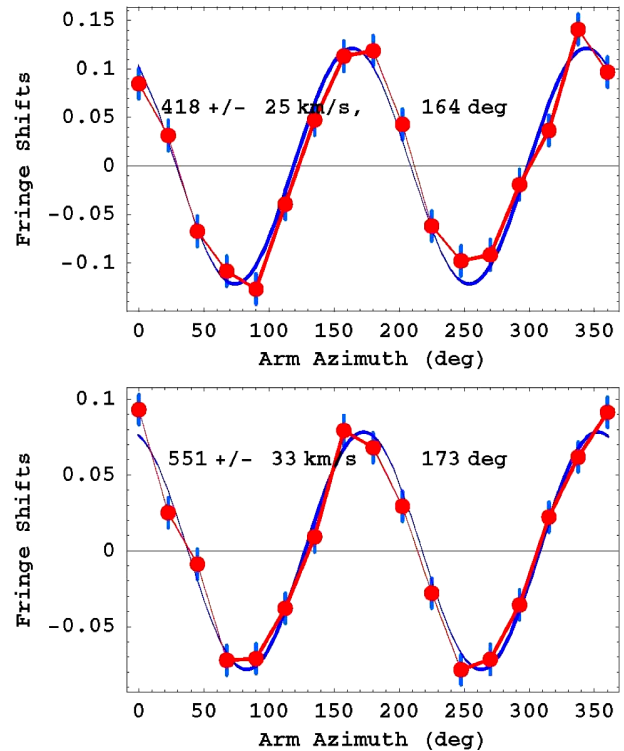 0.15
0.1
0.05
0
-0.05
-0.1
Fringe Shifts
418 +/- 25 km/s, 164 deg
0 50 100 150 200 250 300 350
Arm Azimuth (deg)
0.1
0.05
0
-0.05
Fringe Shifts
551 +/- 33 km/s 173 deg
0 50 100 150 200 250 300 350
Arm Azimuth (deg)